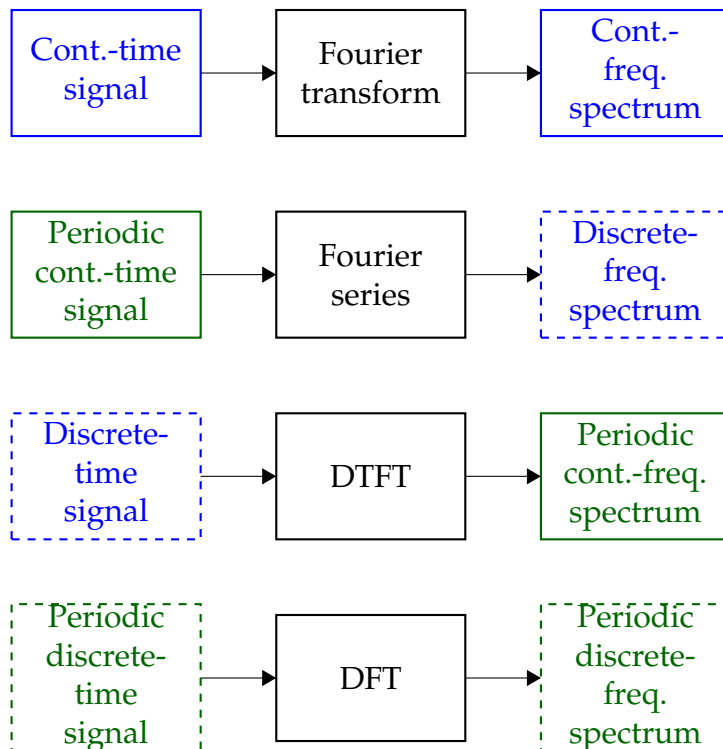 Cont.-time
signal
Fourier
transform
Cont.-
freq.
spectrum
Periodic
cont.-time
signal
Fourier
series
Discrete-
freq.
spectrum
Discrete-
time
signal
DTFT
Periodic
cont.-freq.
spectrum
Periodic
discrete-
time
signal
DFT
Periodic
discrete-
freq.
spectrum